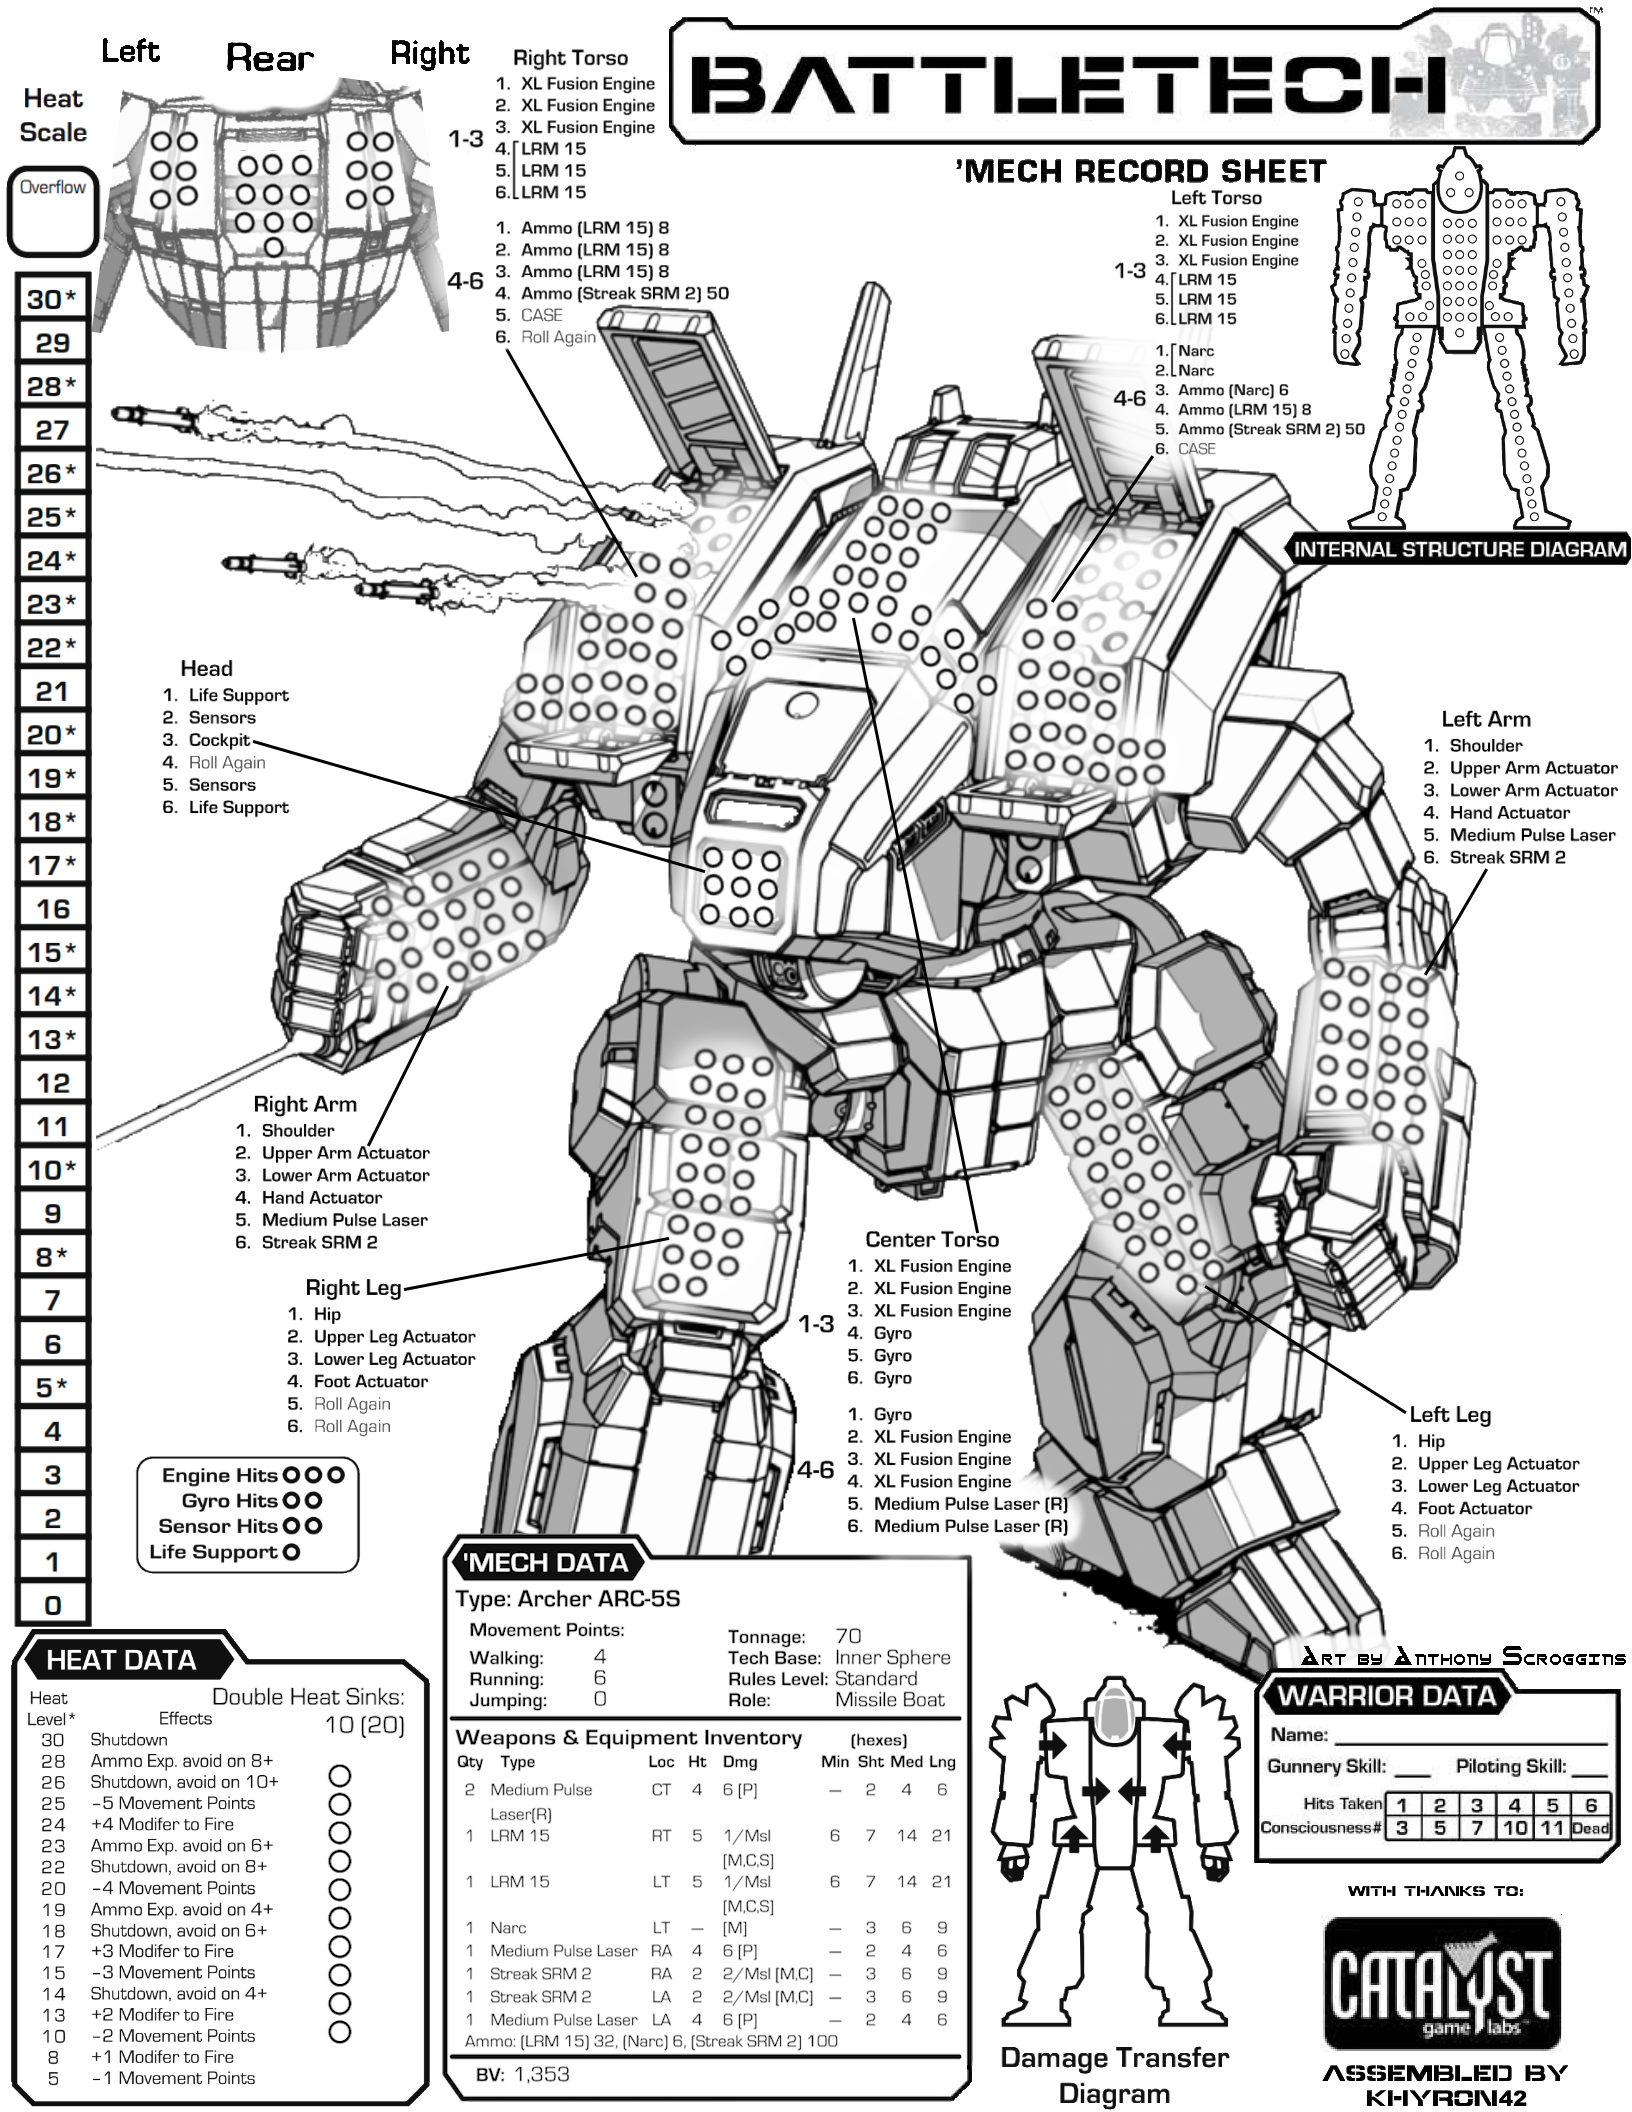 BATTLETECH
TM
'MECH RECORD SHEET
Left
Rear
Right
Heat
Scale
Overflow
30*
29
28*
27
26*
25*
24*
23*
22*
21
20*
19*
18*
17*
16
15*
14*
13*
12
11
10*
9
8*
7
6
5*
4
3
2
1
0
Right Torso
1-3
1. XL Fusion Engine
2. XL Fusion Engine
3. XL Fusion Engine
4. LRM 15
5. LRM 15
6. LRM 15
4-6
1. Ammo (LRM 15) 8
2. Ammo (LRM 15) 8
3. Ammo (LRM 15) 8
4. Ammo (Streak SRM 2) 50
5. CASE
6. Roll Again
Left Torso
1-3
1. XL Fusion Engine
2. XL Fusion Engine
3. XL Fusion Engine
4. LRM 15
5. LRM 15
6. LRM 15
4-6
1. Narc
2. Narc
3. Ammo (Narc) 6
4. Ammo (LRM 15) 8
5. Ammo (Streak SRM 2) 50
6. CASE
INTERNAL STRUCTURE DIAGRAM
Head
1. Life Support
2. Sensors
3. Cockpit
4. Roll Again
5. Sensors
6. Life Support
Left Arm
1. Shoulder
2. Upper Arm Actuator
3. Lower Arm Actuator
4. Hand Actuator
5. Medium Pulse Laser
6. Streak SRM 2
Right Arm
1. Shoulder
2. Upper Arm Actuator
3. Lower Arm Actuator
4. Hand Actuator
5. Medium Pulse Laser
6. Streak SRM 2
Right Leg
1. Hip
2. Upper Leg Actuator
3. Lower Leg Actuator
4. Foot Actuator
5. Roll Again
6. Roll Again
Center Torso
1-3
1. XL Fusion Engine
2. XL Fusion Engine
3. XL Fusion Engine
4. Gyro
5. Gyro
6. Gyro
4-6
1. Gyro
2. XL Fusion Engine
3. XL Fusion Engine
4. XL Fusion Engine
5. Medium Pulse Laser (R)
6. Medium Pulse Laser (R)
Left Leg
1. Hip
2. Upper Leg Actuator
3. Lower Leg Actuator
4. Foot Actuator
5. Roll Again
6. Roll Again
Engine Hits
Gyro Hits
Sensor Hits
Life Support
HEAT DATA
Heat Level* Effects
Double Heat Sinks:
10 (20)
30 Shutdown
28 Ammo Exp. avoid on 8+
26 Shutdown, avoid on 10+
25 -5 Movement Points
24 +4 Modifer to Fire
23 Ammo Exp. avoid on 6+
22 Shutdown, avoid on 8+
20 -4 Movement Points
19 Ammo Exp. avoid on 4+
18 Shutdown, avoid on 6+
17 +3 Modifer to Fire
15 -3 Movement Points
14 Shutdown, avoid on 4+
13 +2 Modifer to Fire
10 -2 Movement Points
8 +1 Modifer to Fire
5 -1 Movement Points
'MECH DATA
Type: Archer ARC-5S
Movement Points:
Walking: 4
Running: 6
Jumping: 0
Tonnage: 70
Tech Base: Inner Sphere
Rules Level: Standard
Role: Missile Boat
Weapons & Equipment Inventory (hexes)
Qty Type Loc Ht Dmg Min Sht Med Lng
2 Medium Pulse CT 4 6 [P] — 2 4 6
Laser(R)
1 LRM 15 RT 5 1/Msl 6 7 14 21
[M,C,S]
1 LRM 15 LT 5 1/Msl 6 7 14 21
[M,C,S]
1 Narc LT — [M] — 3 6 9
1 Medium Pulse Laser RA 4 6 [P] — 2 4 6
1 Streak SRM 2 RA 2 2/Msl [M,C] — 3 6 9
1 Streak SRM 2 LA 2 2/Msl [M,C] — 3 6 9
1 Medium Pulse Laser LA 4 6 [P] — 2 4 6
Ammo: (LRM 15) 32, (Narc) 6, (Streak SRM 2) 100
BV: 1,353
Damage Transfer
Diagram
ART BY ANTHONY SCROGGINS
WARRIOR DATA
Name:
Gunnery Skill: Piloting Skill:
Hits Taken 1 2 3 4 5 6
Consciousness# 3 5 7 10 11 Dead
WITH THANKS TO:
CATALYST
game labs
ASSEMBLED BY
KHYRON42